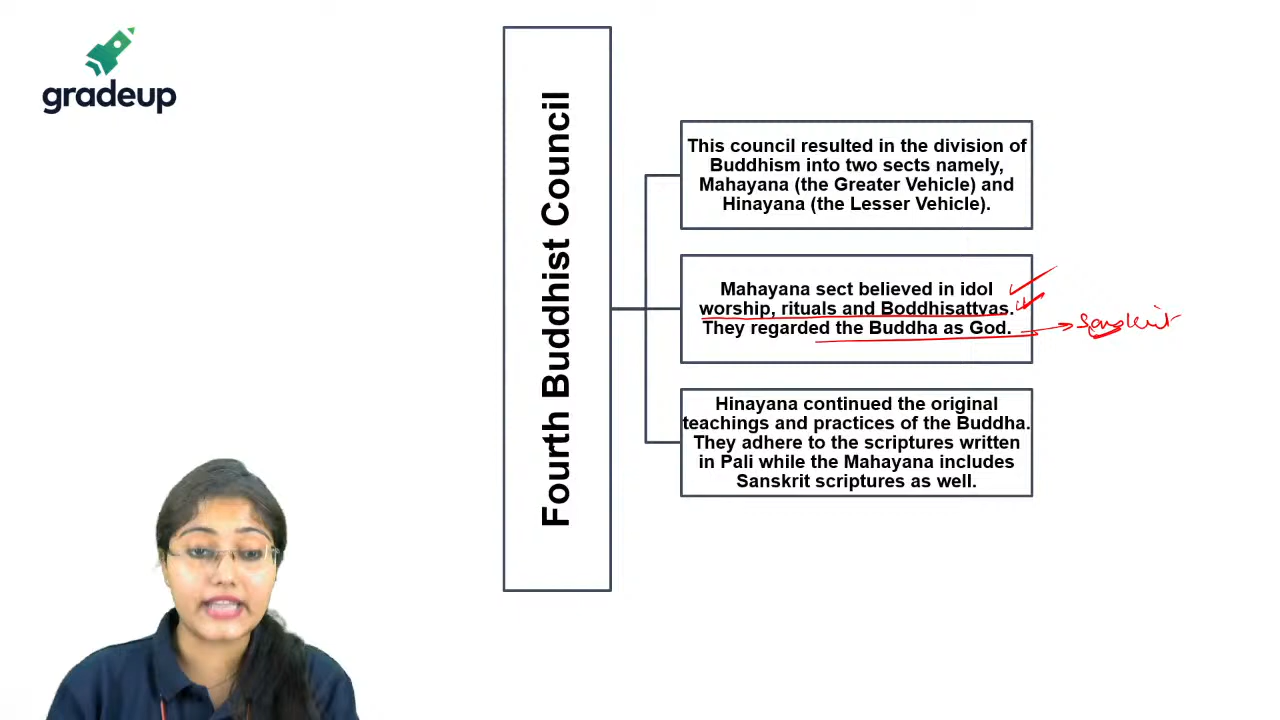 gradeup
Fourth Buddhist Council
This council resulted in the division of
Buddhism into two sects namely,
Mahayana (the Greater Vehicle) and
Hinayana (the Lesser Vehicle).
Mahayana sect believed in idol
worship, rituals and Boddhisattvas.
They regarded the Buddha as God.
Sanskrit
Hinayana continued the original
teachings and practices of the Buddha.
They adhere to the scriptures written
in Pali while the Mahayana includes
Sanskrit scriptures as well.